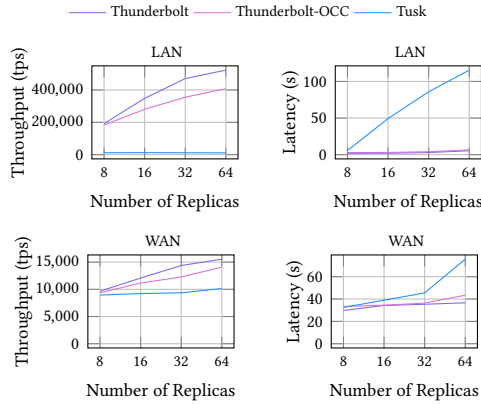 Thunderbolt Thunderbolt-OCC Tusk
LAN
Throughput (tps)
400,000
200,000
0
8 16 32 64
Number of Replicas
LAN
Latency (s)
100
50
0
8 16 32 64
Number of Replicas
WAN
Throughput (tps)
15,000
10,000
5,000
0
8 16 32 64
Number of Replicas
WAN
Latency (s)
60
40
20
0
8 16 32 64
Number of Replicas